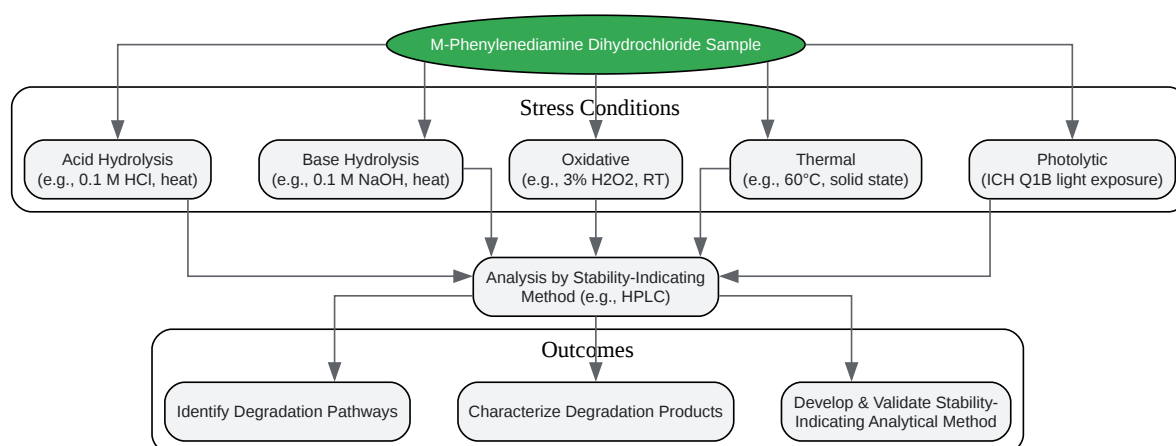 M-Phenylenediamine Dihydrochloride Sample
Stress Conditions
Acid Hydrolysis
(e.g., 0.1 M HCl, heat)
Base Hydrolysis
(e.g., 0.1 M NaOH, heat)
Oxidative
(e.g., 3% H2O2, RT)
Thermal
(e.g., 60°C, solid state)
Photolytic
(ICH Q1B light exposure)
Analysis by Stability-Indicating
Method (e.g., HPLC)
Outcomes
Identify Degradation Pathways
Characterize Degradation Products
Develop & Validate Stability-
Indicating Analytical Method